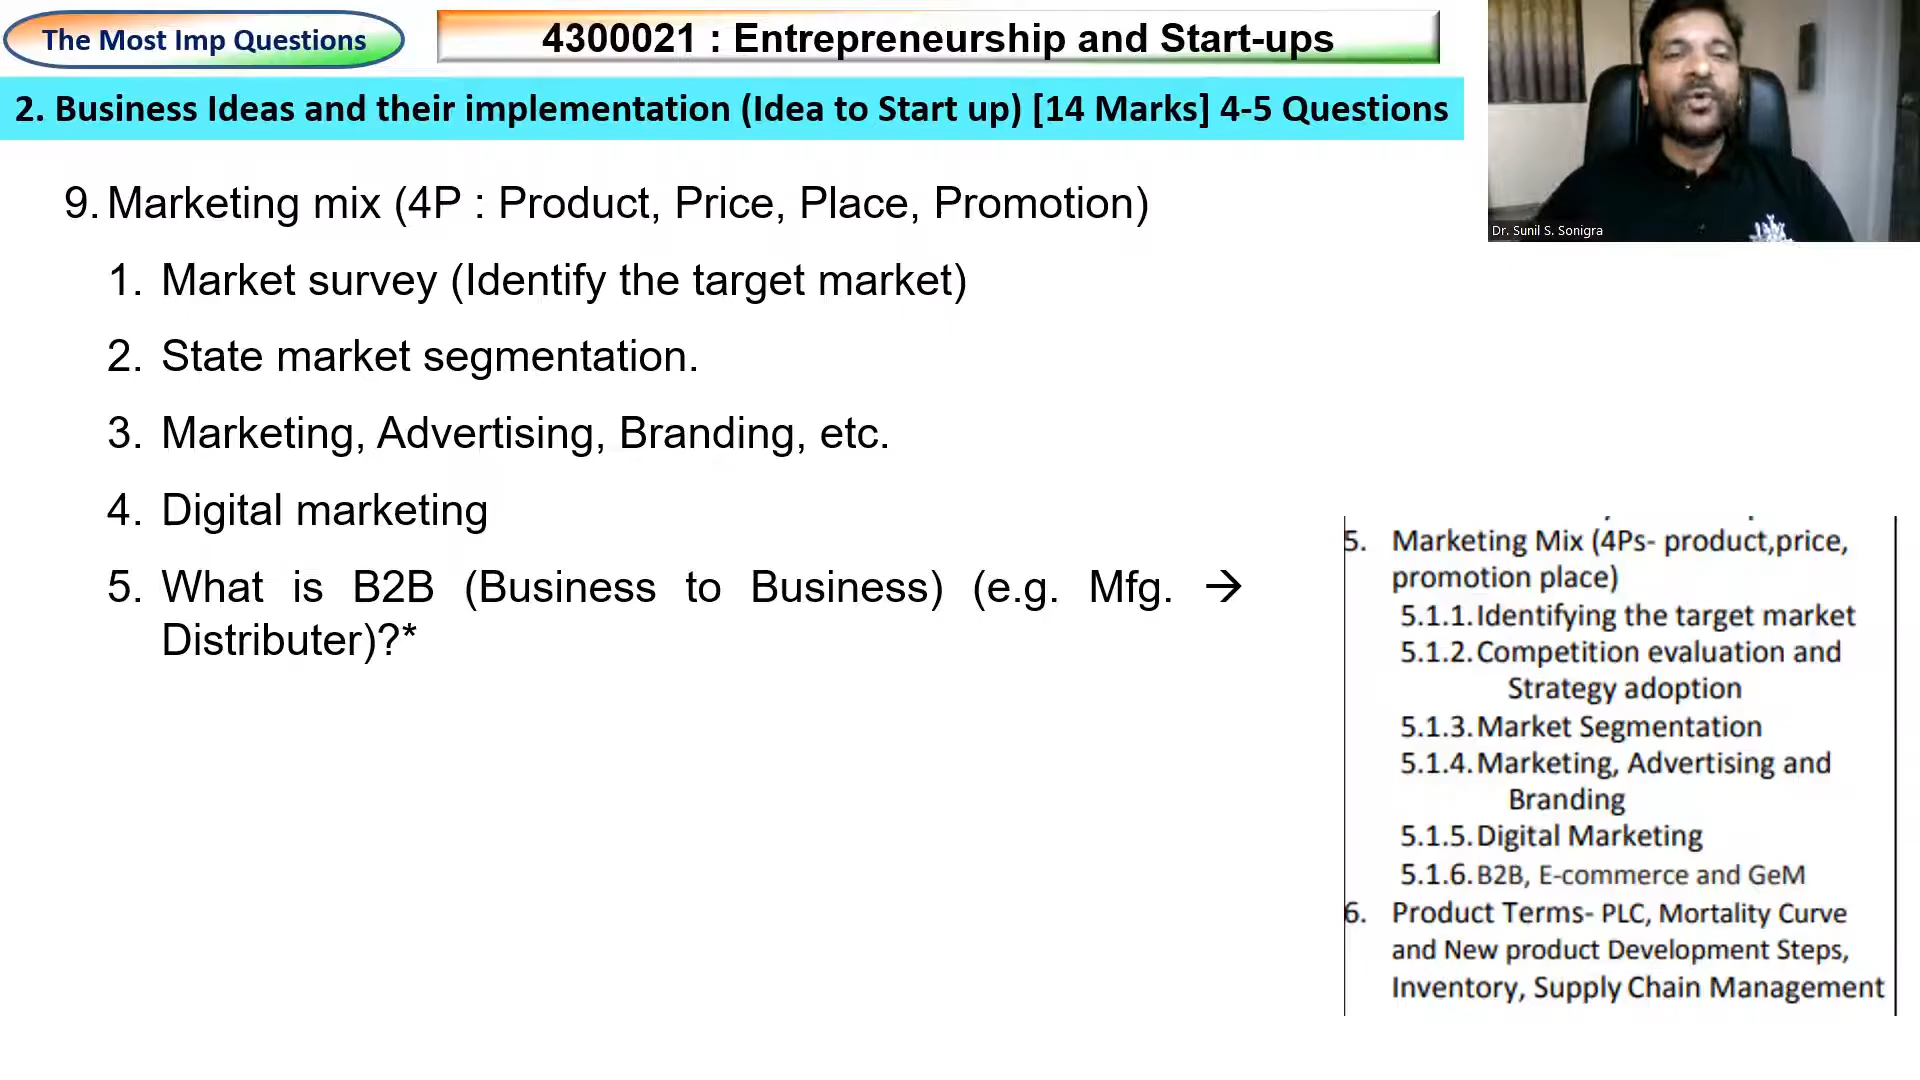 The Most Imp Questions
4300021 : Entrepreneurship and Start-ups
2. Business Ideas and their implementation (Idea to Start up) [14 Marks] 4-5 Questions
Dr. Sunil S. Sonigra
9. Marketing mix (4P : Product, Price, Place, Promotion)
1. Market survey (Identify the target market)
2. State market segmentation.
3. Marketing, Advertising, Branding, etc.
4. Digital marketing
5. What is B2B (Business to Business) (e.g. Mfg. →
Distributer)?*
5. Marketing Mix (4Ps- product,price,
promotion place)
5.1.1. Identifying the target market
5.1.2. Competition evaluation and
Strategy adoption
5.1.3. Market Segmentation
5.1.4. Marketing, Advertising and
Branding
5.1.5. Digital Marketing
5.1.6. B2B, E-commerce and GeM
6. Product Terms- PLC, Mortality Curve
and New product Development Steps,
Inventory, Supply Chain Management